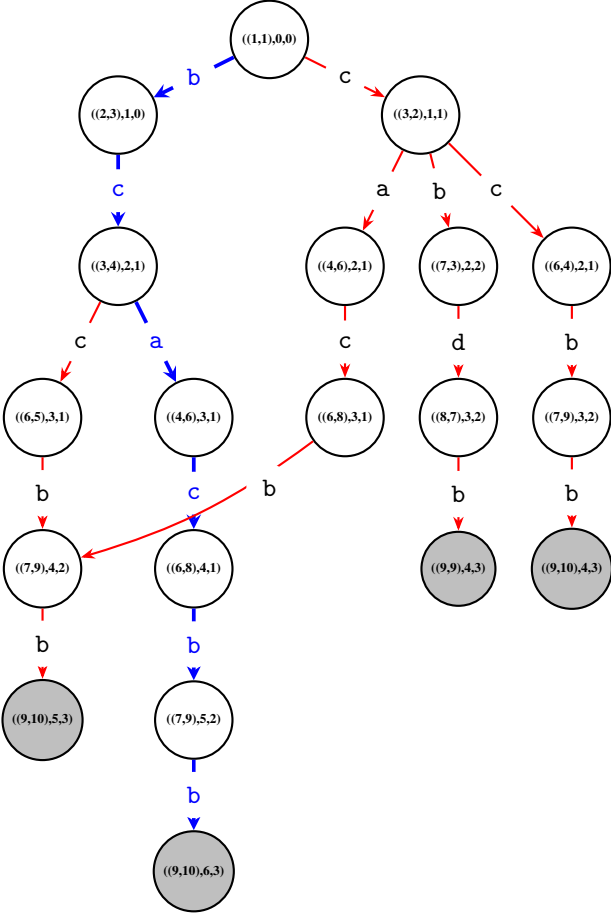 ((1,1),0,0)
b
c
((2,3),1,0)
((3,2),1,1)
c
a
b
c
((3,4),2,1)
((4,6),2,1)
((7,3),2,2)
((6,4),2,1)
c
a
c
d
b
((6,5),3,1)
((4,6),3,1)
((6,8),3,1)
((8,7),3,2)
((7,9),3,2)
b
c
b
b
b
((7,9),4,2)
((6,8),4,1)
((9,9),4,3)
((9,10),4,3)
b
b
((9,10),5,3)
((7,9),5,2)
b
((9,10),6,3)